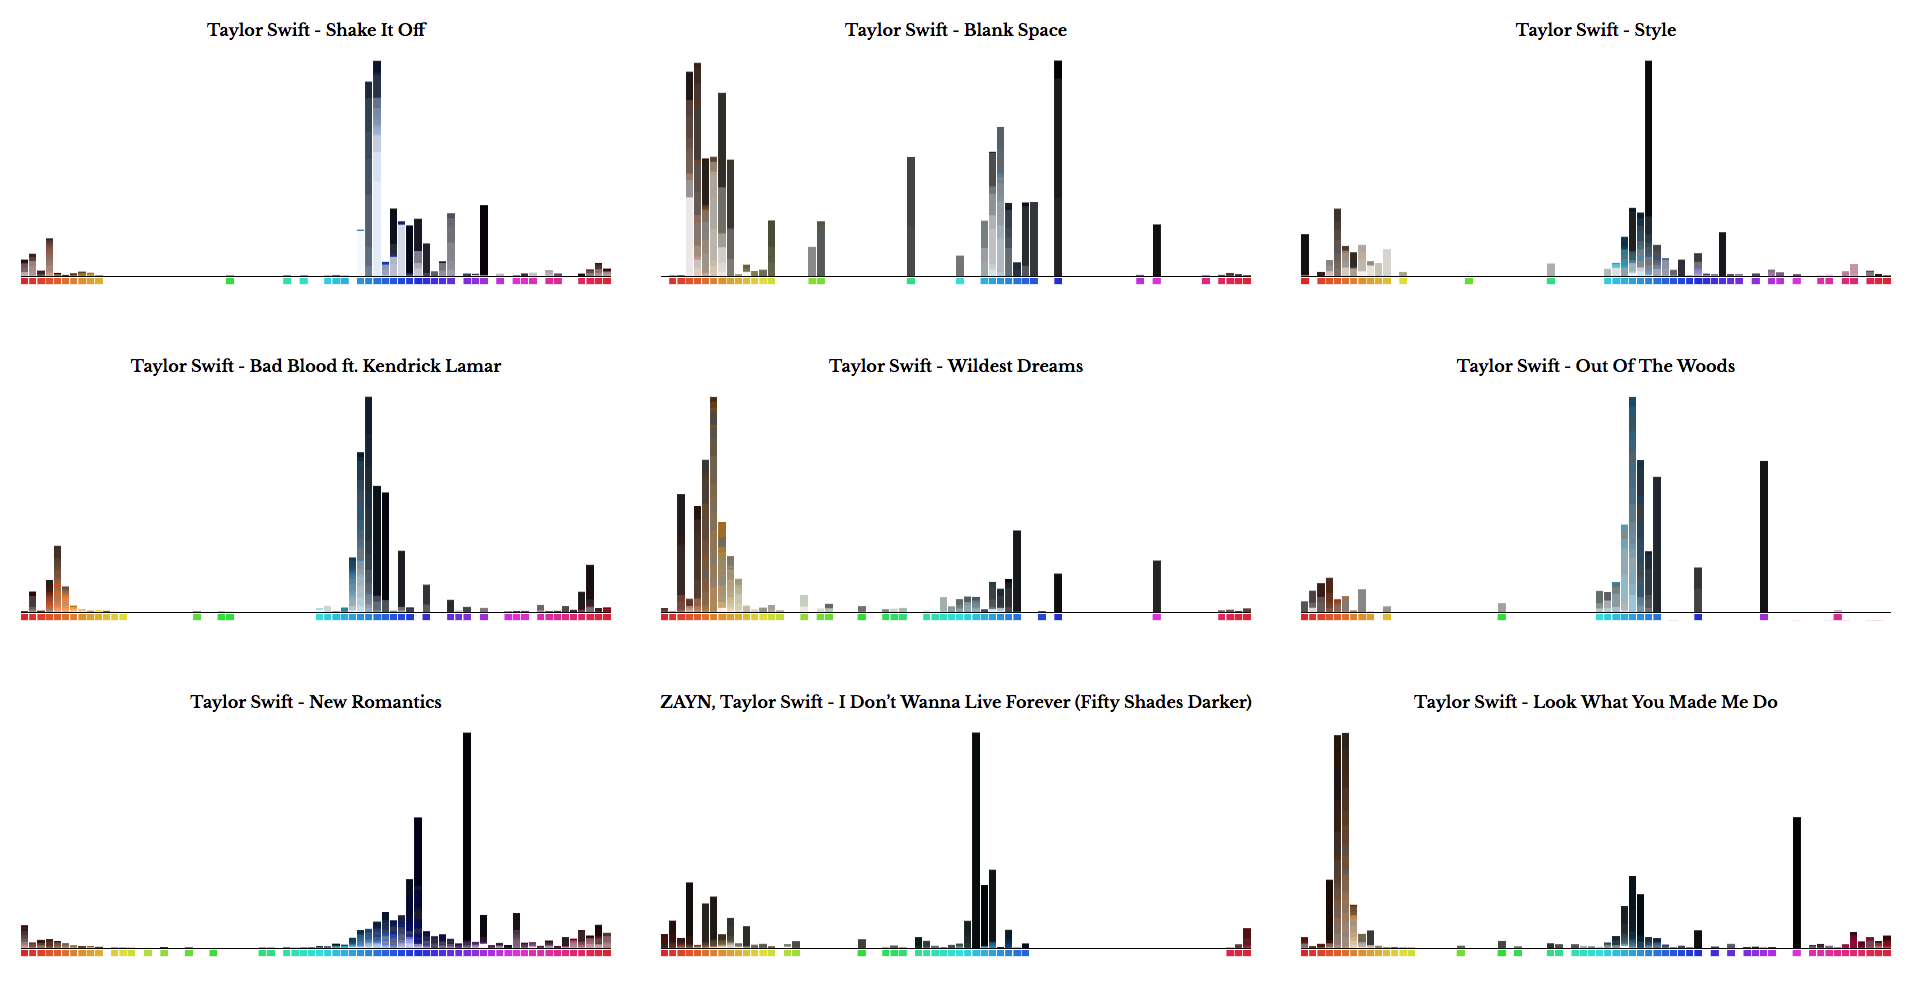 Taylor Swift - Shake It Off
Taylor Swift - Blank Space
Taylor Swift - Style
Taylor Swift - Bad Blood ft. Kendrick Lamar
Taylor Swift - Wildest Dreams
Taylor Swift - Out Of The Woods
Taylor Swift - New Romantics
ZAYN, Taylor Swift - I Don’t Wanna Live Forever (Fifty Shades Darker)
Taylor Swift - Look What You Made Me Do